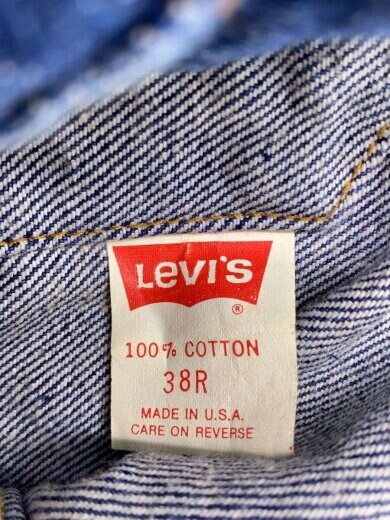 Levi's
®
100% COTTON
38R
MADE IN U.S.A.
CARE ON REVERSE